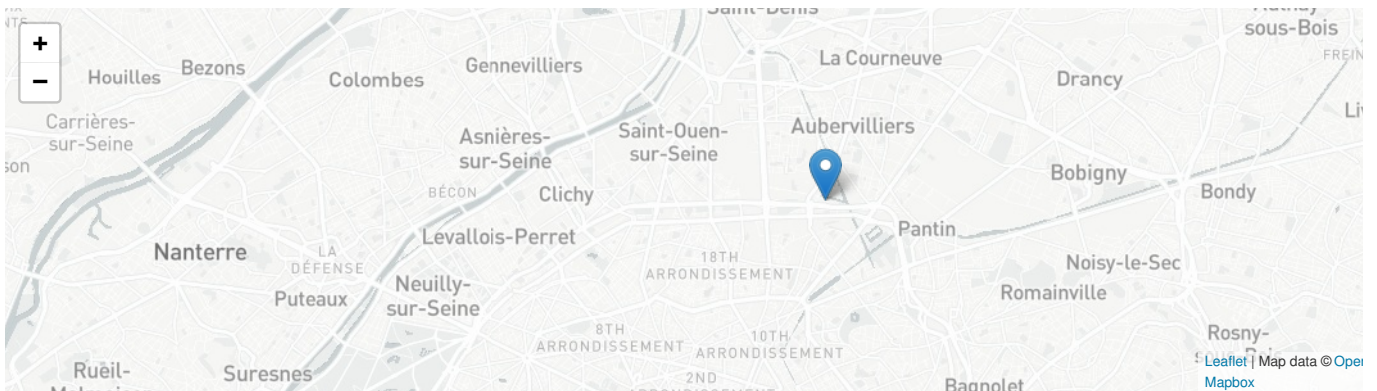 Saint-Denis
sous-Bois
+
−
Houilles
Bezons
Colombes
Gennevilliers
La Courneuve
Drancy
FREIN
Carrières-
sur-Seine
Asnières-
sur-Seine
Saint-Ouen-
sur-Seine
Aubervilliers
Bobigny
Bondy
BÉCON
Clichy
Nanterre
LA
DÉFENSE
Levallois-Perret
Pantin
18TH
ARRONDISSEMENT
Noisy-le-Sec
Puteaux
Neuilly-
sur-Seine
Romainville
8TH
ARRONDISSEMENT
10TH
ARRONDISSEMENT
Rosny-
Rueil-
Suresnes
2ND
Bagnolet
Leaflet | Map data © Open
Mapbox